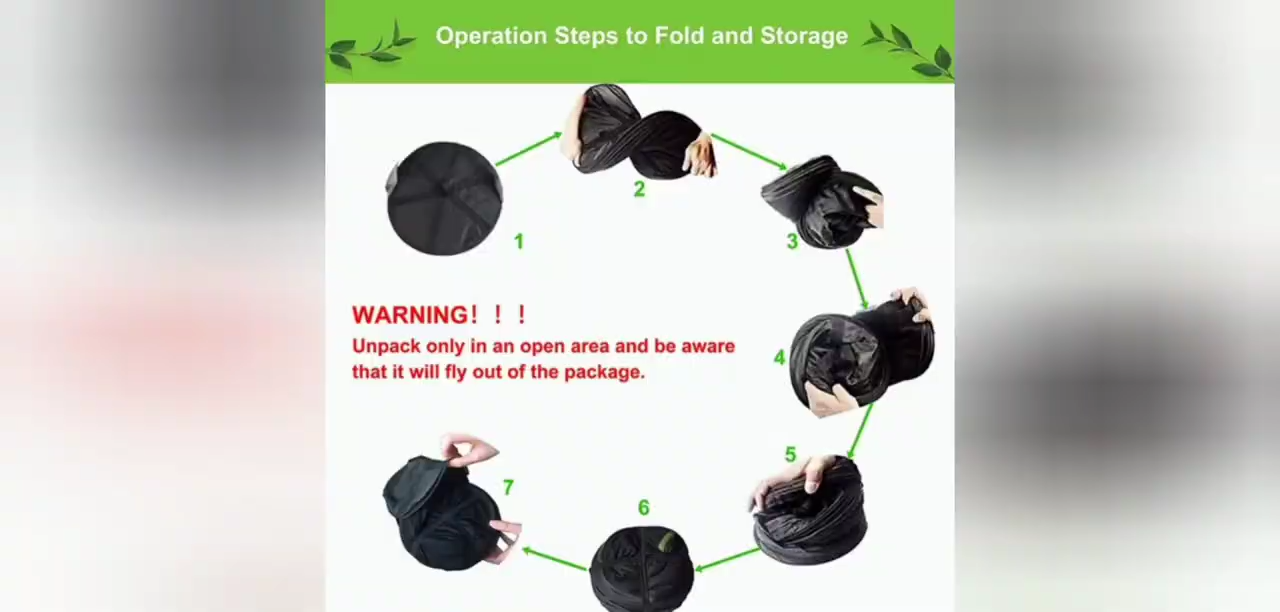 Operation Steps to Fold and Storage
2
1
3
WARNING！！！
Unpack only in an open area and be aware
that it will fly out of the package.
4
5
7
6